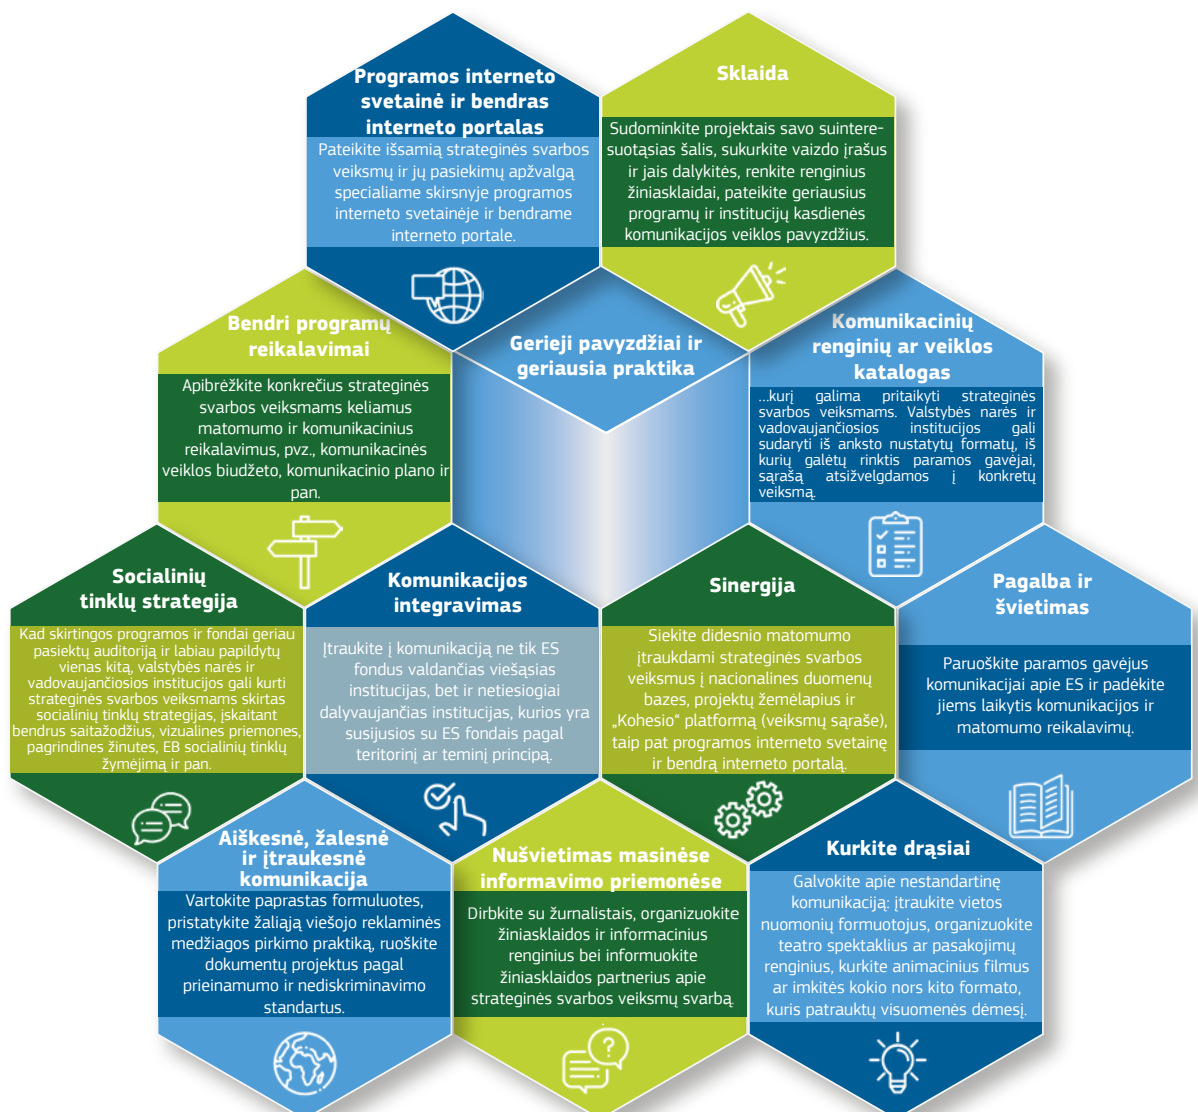 Programos interneto
svetainė ir bendras
interneto portalas
Pateikite išsamią strateginės svarbos
veiksmų ir jų pasiekimų apžvalgą
specialiame skirsnyje programos
interneto svetainėje ir bendrame
interneto portale.
Sklaida
Sudominkite projektais savo suintere-
suotąsias šalis, sukurkite vaizdo įrašus
ir jais dalykitės, renkite renginius
žiniasklaidai, pateikite geriausius
programų ir institucijų kasdienės
komunikacijos veiklos pavyzdžius.
Bendri programų
reikalavimai
Apibrėžkite konkrečius strateginės
svarbos veiksmams keliamus
matomumo ir komunikacinius
reikalavimus, pvz., komunikacinės
veiklos biudžeto, komunikacinio plano ir
pan.
Gerieji pavyzdžiai ir
geriausia praktika
Komunikacinių
renginių ar veiklos
katalogas
...kurį galima pritaikyti strateginės
svarbos veiksmams. Valstybės narės ir
vadovaujančiosios institucijos gali
sudaryti iš anksto nustatytų formatų, iš
kurių galėtų rinktis paramos gavėjai,
sąrašą atsižvelgdamos į konkretų
veiksmą.
Socialinių
tinklų strategija
Kad skirtingos programos ir fondai geriau
pasiektų auditoriją ir labiau papildytų
vienas kitą, valstybės narės ir
vadovaujančiosios institucijos gali kurti
strateginės svarbos veiksmams skirtas
socialinių tinklų strategijas, įskaitant
bendrus saitažodžius, vizualines priemones,
pagrindines žinutes, EB socialinių tinklų
žymėjimą ir pan.
Komunikacijos
integravimas
Įtraukite į komunikaciją ne tik ES
fondus valdančias viešąsias
institucijas, bet ir netiesiogiai
dalyvaujančias institucijas, kurios yra
susijusios su ES fondais pagal
teritorinį ar teminį principą.
Sinergija
Siekite didesnio matomumo
įtraukdami strateginės svarbos
veiksmus į nacionalines duomenų
bazes, projektų žemėlapius ir
„Kohesio“ platformą (veiksmų sąraše),
taip pat programos interneto svetainę
ir bendrą interneto portalą.
Pagalba ir
švietimas
Paruoškite paramos gavėjus
komunikacijai apie ES ir padėkite
jiems laikytis komunikacijos ir
matomumo reikalavimų.
Aiškesnė, žalesnė
ir įtraukesnė
komunikacija
Vartokite paprastas formuluotes,
pristatykite žaliąją viešojo reklaminės
medžiagos pirkimo praktiką, ruoškite
dokumentų projektus pagal
prieinamumo ir nediskriminavimo
standartus.
Nušvietimas masinėse
informavimo priemonėse
Dirbkite su žurnalistais, organizuokite
žiniasklaidos ir informacinius
renginius bei informuokite
žiniasklaidos partnerius apie
strateginės svarbos veiksmų svarbą.
Kurkite drąsiai
Galvokite apie nestandartinę
komunikaciją: įtraukite vietos
nuomonių formuotojus, organizuokite
teatro spektaklius ar pasakojimų
renginius, kurkite animacinius filmus
ar imkitės kokio nors kito formato,
kuris patrauktų visuomenės dėmesį.